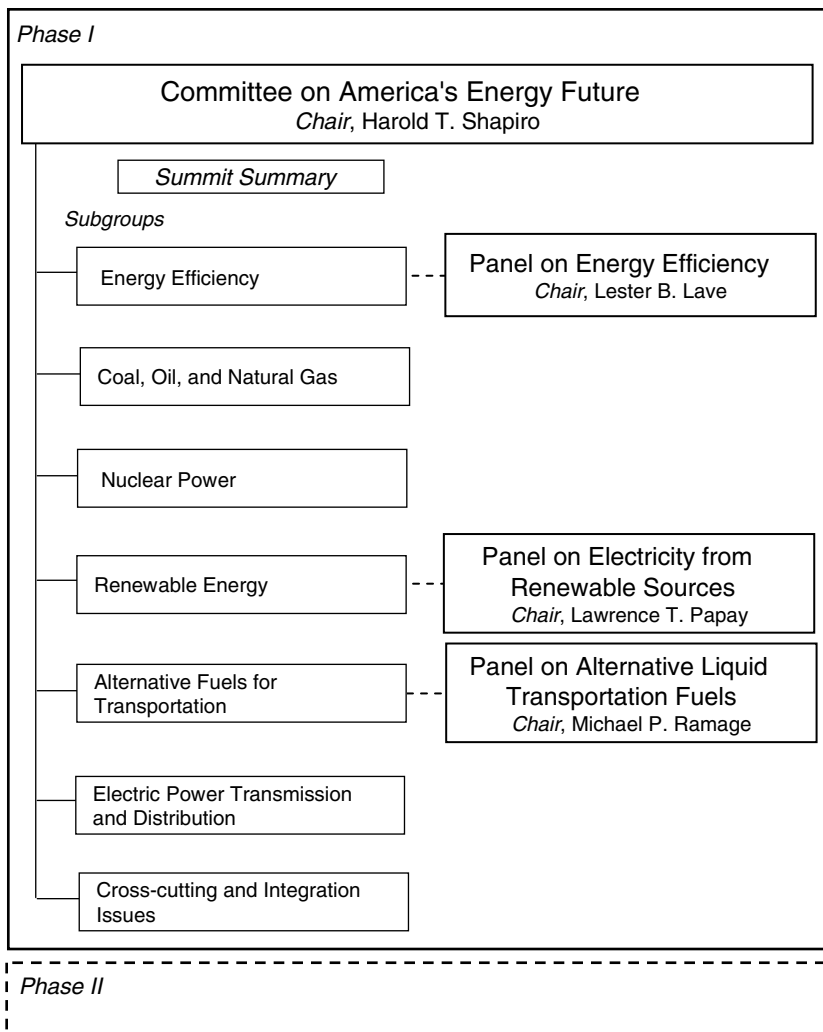 Phase I
Committee on America's Energy Future
Chair, Harold T. Shapiro
Summit Summary
Subgroups
Energy Efficiency
Panel on Energy Efficiency
Chair, Lester B. Lave
Coal, Oil, and Natural Gas
Nuclear Power
Renewable Energy
Panel on Electricity from
Renewable Sources
Chair, Lawrence T. Papay
Alternative Fuels for
Transportation
Panel on Alternative Liquid
Transportation Fuels
Chair, Michael P. Ramage
Electric Power Transmission
and Distribution
Cross-cutting and Integration
Issues
Phase II